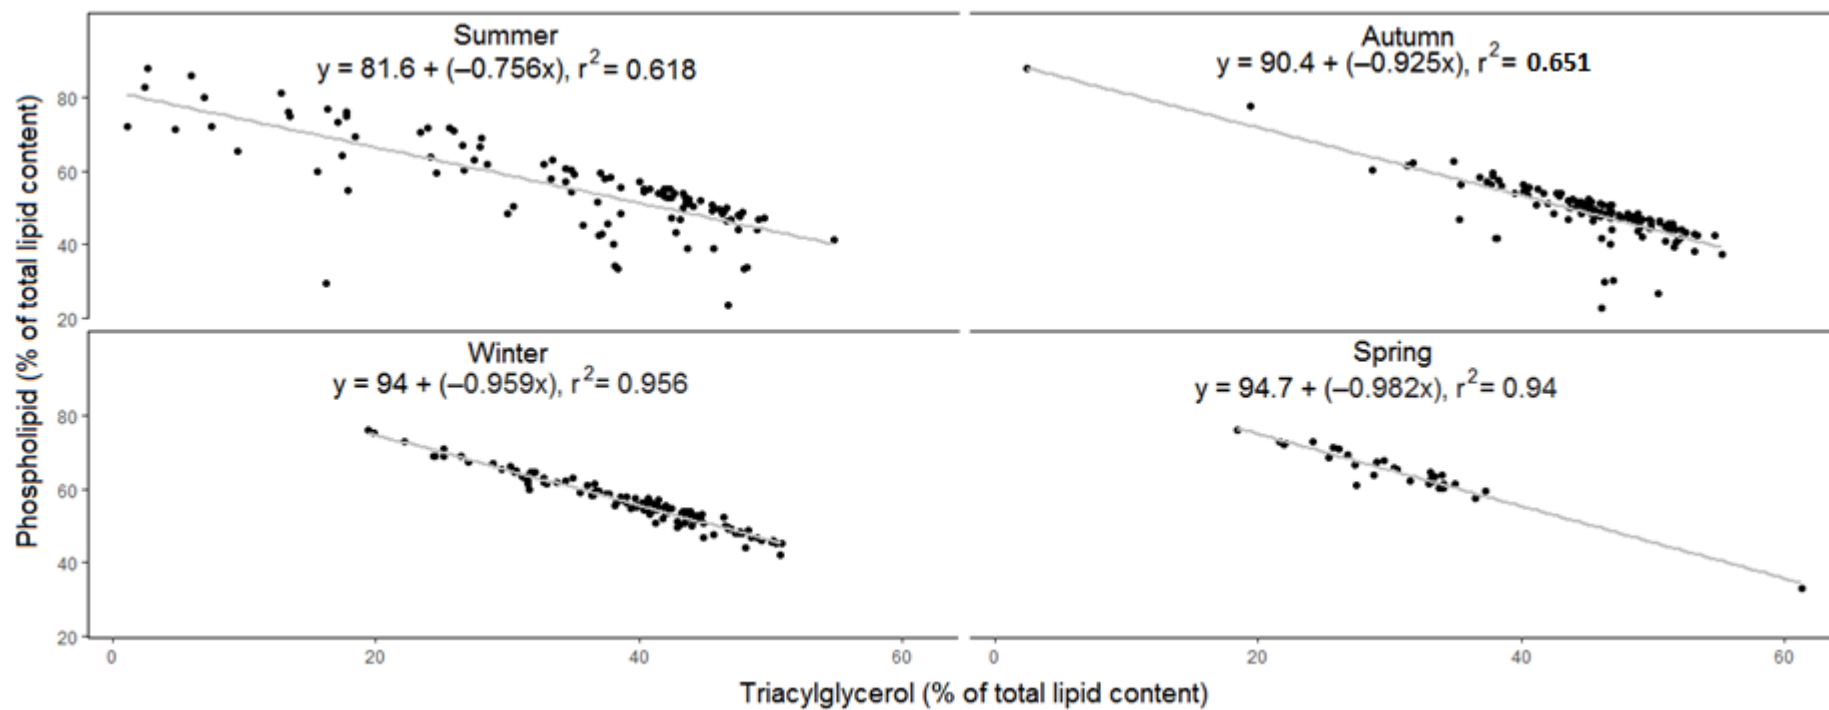 Summer
y = 81.6 + (–0.756x), r² = 0.618
Autumn
y = 90.4 + (–0.925x), r² = 0.651
80
60
40
20
Winter
y = 94 + (–0.959x), r² = 0.956
Spring
y = 94.7 + (–0.982x), r² = 0.94
80
60
40
20
0 20 40 60 0 20 40 60
Phospholipid (% of total lipid content)
Triacylglycerol (% of total lipid content)